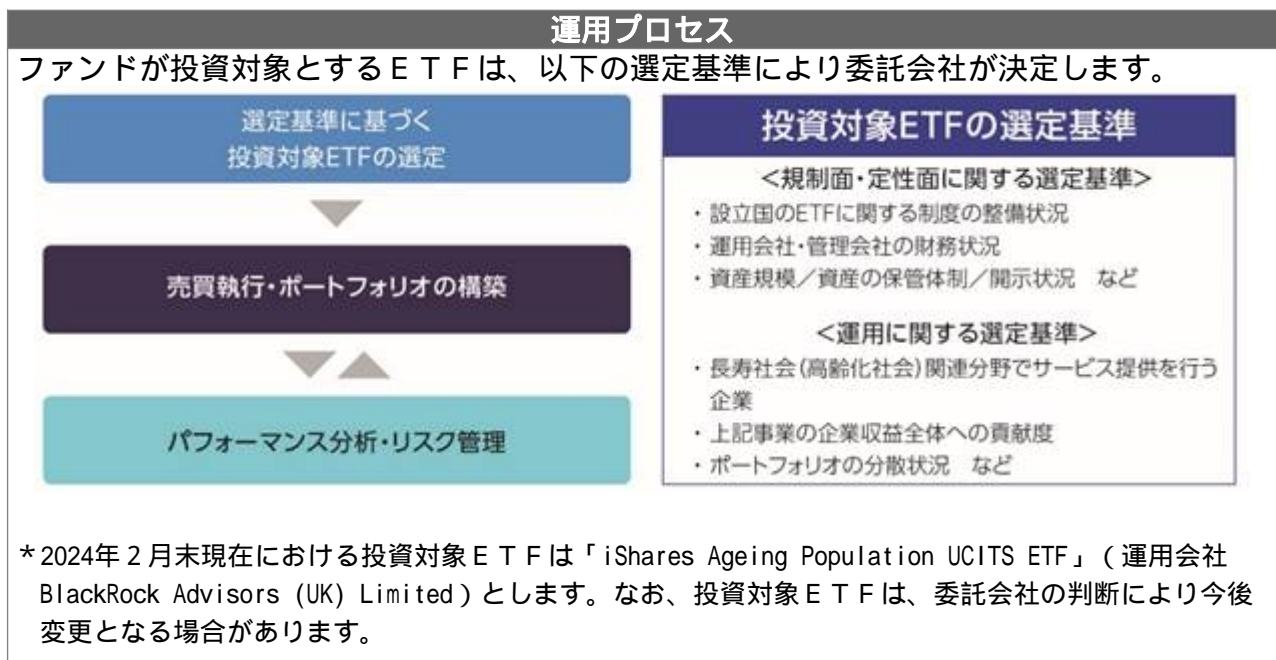 運用プロセス
ファンドが投資対象とするＥＴＦは、以下の選定基準により委託会社が決定します。
選定基準に基づく
投資対象ETFの選定
売買執行・ポートフォリオの構築
パフォーマンス分析・リスク管理
投資対象ETFの選定基準
＜規制面・定性面に関する選定基準＞
・設立国のETFに関する制度の整備状況
・運用会社・管理会社の財務状況
・資産規模／資産の保管体制／開示状況　など
＜運用に関する選定基準＞
・長寿社会(高齢化社会)関連分野でサービス提供を行う
企業
・上記事業の企業収益全体への貢献度
・ポートフォリオの分散状況　など
＊2024年２月末現在における投資対象ＥＴＦは「iShares Ageing Population UCITS ETF」（運用会社
BlackRock Advisors (UK) Limited）とします。なお、投資対象ＥＴＦは、委託会社の判断により今後
変更となる場合があります。